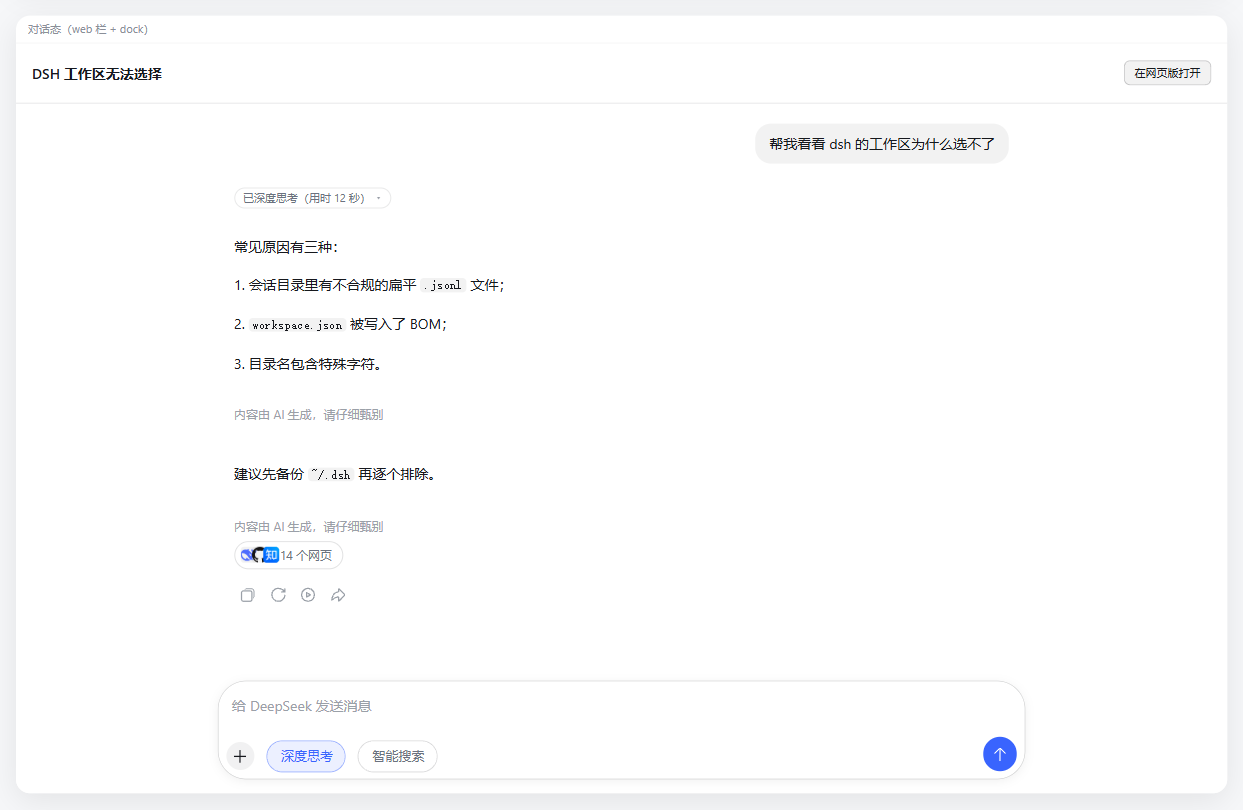 对话态（web 栏 + dock）
DSH 工作区无法选择
在网页版打开
帮我看看 dsh 的工作区为什么选不了
已深度思考（用时 12 秒）
常见原因有三种：
1. 会话目录里有不合规的扁平 .jsonl 文件；
2. workspace.json 被写入了 BOM；
3. 目录名包含特殊字符。
内容由 AI 生成，请仔细甄别
建议先备份 ~/.dsh 再逐个排除。
内容由 AI 生成，请仔细甄别
知 14 个网页
给 DeepSeek 发送消息
深度思考
智能搜索